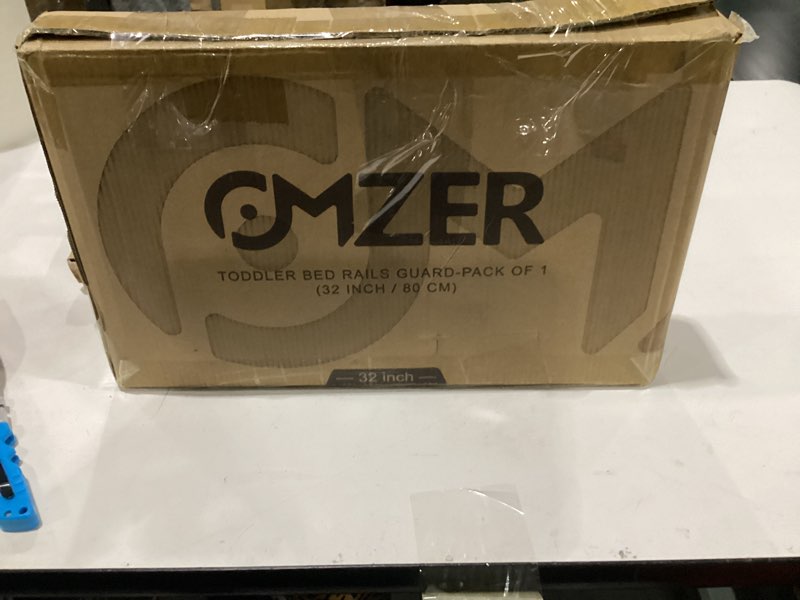 OMZER
TODDLER BED RAILS GUARD-PACK OF 1
(32 INCH / 80 CM)
32 inch